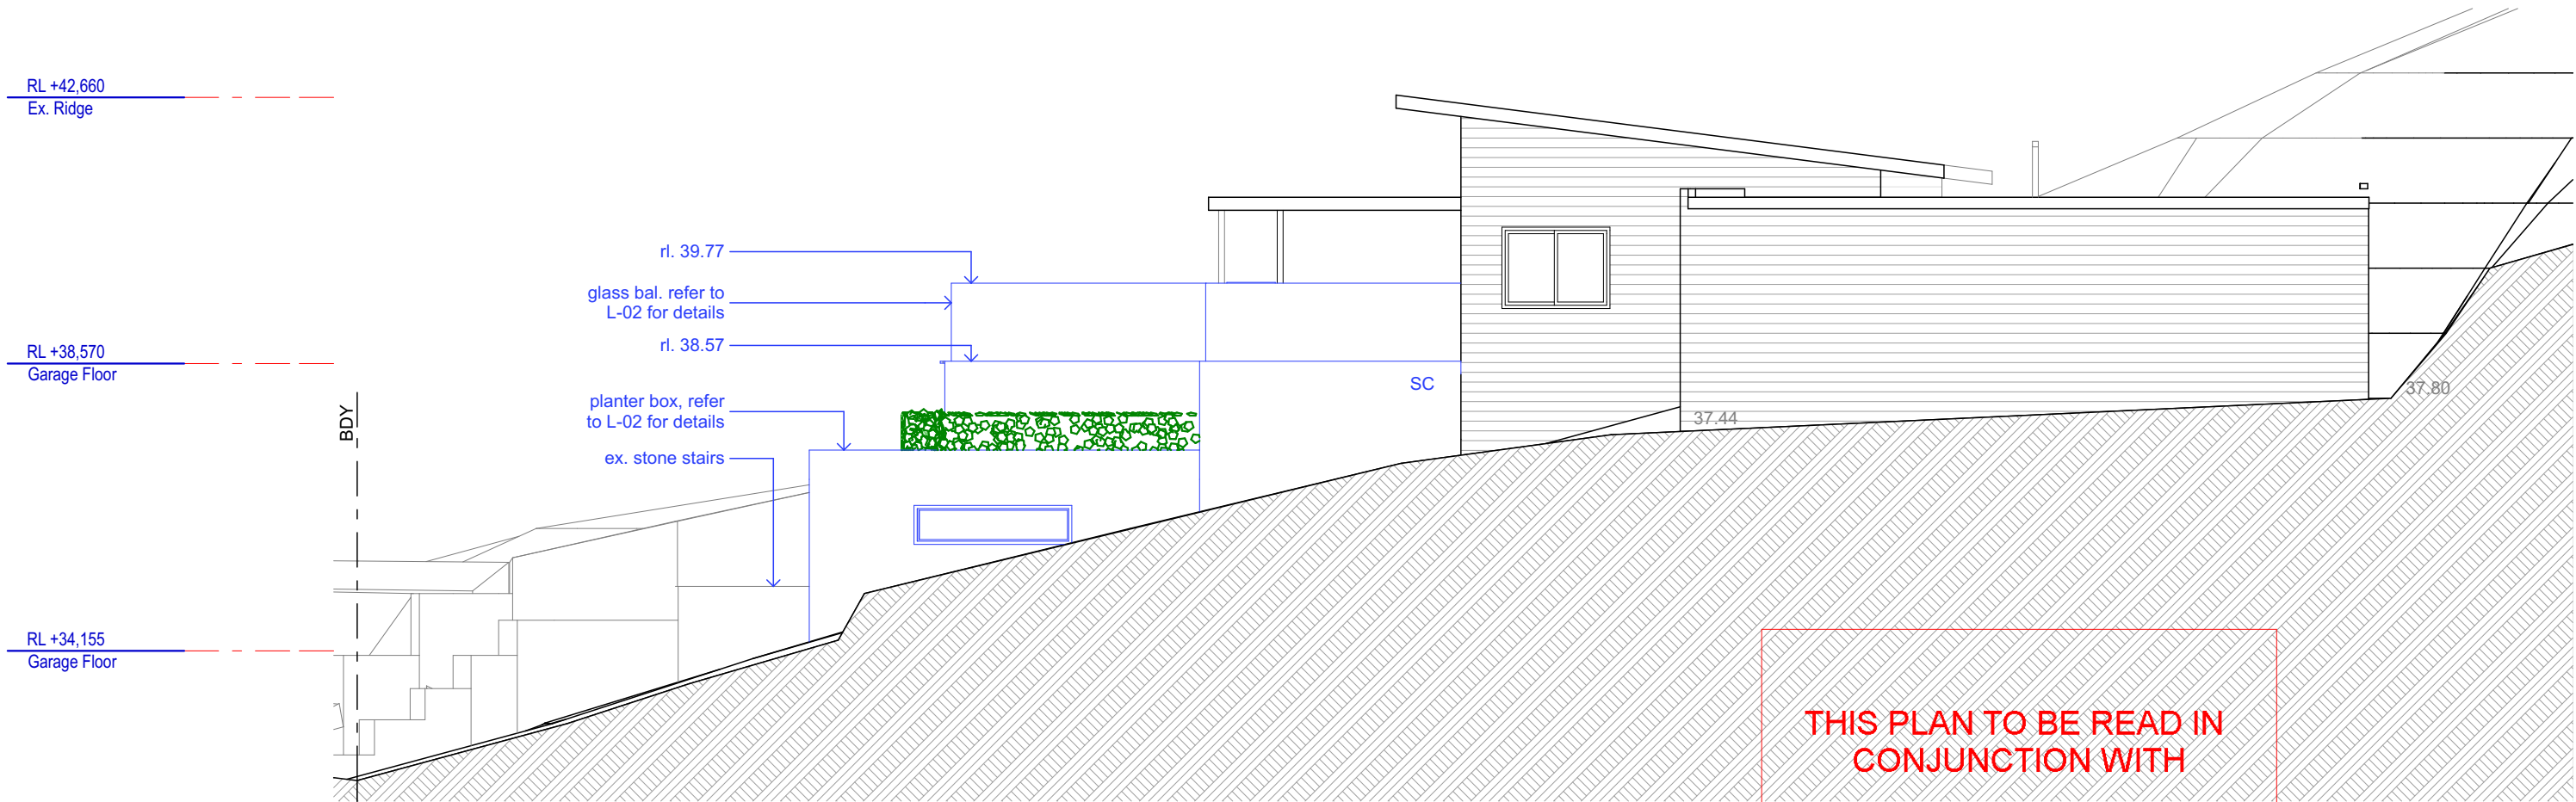 RL +42,660
Ex. Ridge
rl. 39.77
glass bal. refer to
L-02 for details
rl. 38.57
RL +38,570
Garage Floor
SC
37.80
planter box, refer
to L-02 for details
BDY
37.44
ex. stone stairs
RL +34,155
Garage Floor
THIS PLAN TO BE READ IN
CONJUNCTION WITH